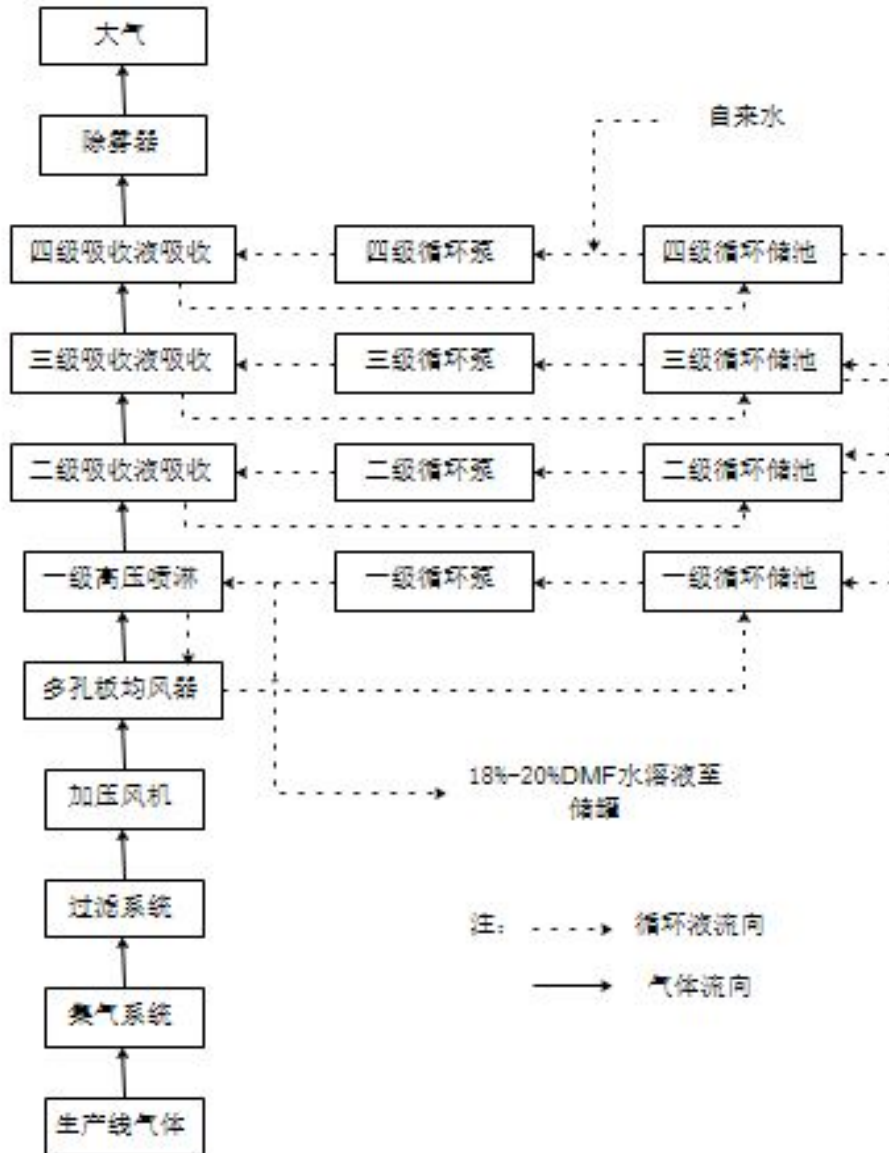 大气
自来水
除雾器
四级吸收液吸收 四级循环泵 四级循环储池
三级吸收液吸收 三级循环泵 三级循环储池
二级吸收液吸收 二级循环泵 二级循环储池
一级高压喷淋 一级循环泵 一级循环储池
多孔板均风器
加压风机
18%-20%DMF水溶液至
储罐
过滤系统
注: 循环液流向
气体流向
集气系统
生产线气体